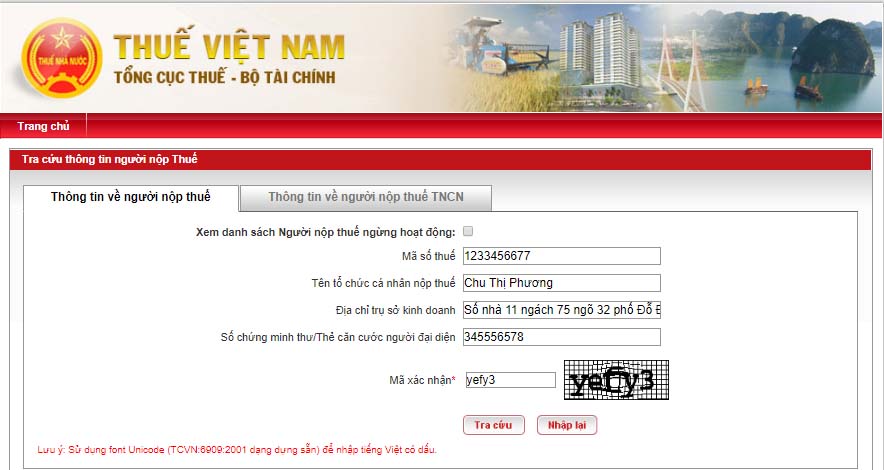 THUẾ NHÀ NƯỚC
THUẾ VIỆT NAM
TỔNG CỤC THUẾ - BỘ TÀI CHÍNH
Trang chủ
Tra cứu thông tin người nộp Thuế
Thông tin về người nộp thuế
Thông tin về người nộp thuế TNCN
Xem danh sách Người nộp thuế ngừng hoạt động:
Mã số thuế 1233456677
Tên tổ chức cá nhân nộp thuế Chu Thị Phương
Địa chỉ trụ sở kinh doanh Số nhà 11 ngách 75 ngõ 32 phố Đỗ Đ
Số chứng minh thư/Thẻ căn cước người đại diện 345556578
Mã xác nhận* yefy3 yefy3
Tra cứu Nhập lại
Lưu ý: Sử dụng font Unicode (TCVN:6909:2001 dạng dựng sẵn) để nhập tiếng Việt có dấu.